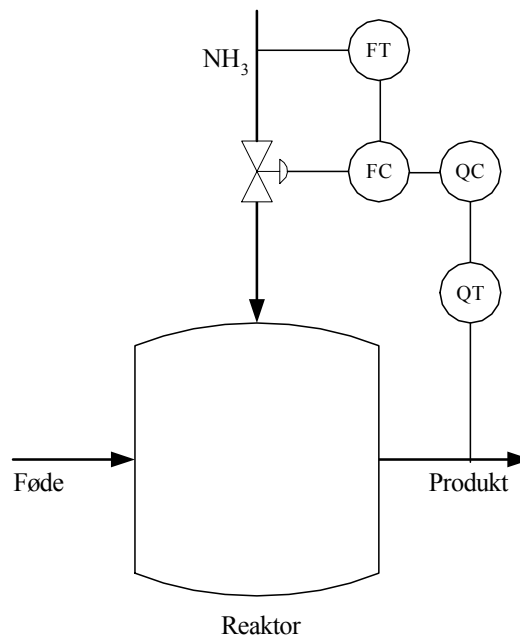 FT
NH₃
FC
QC
QT
Føde
Produkt
Reaktor